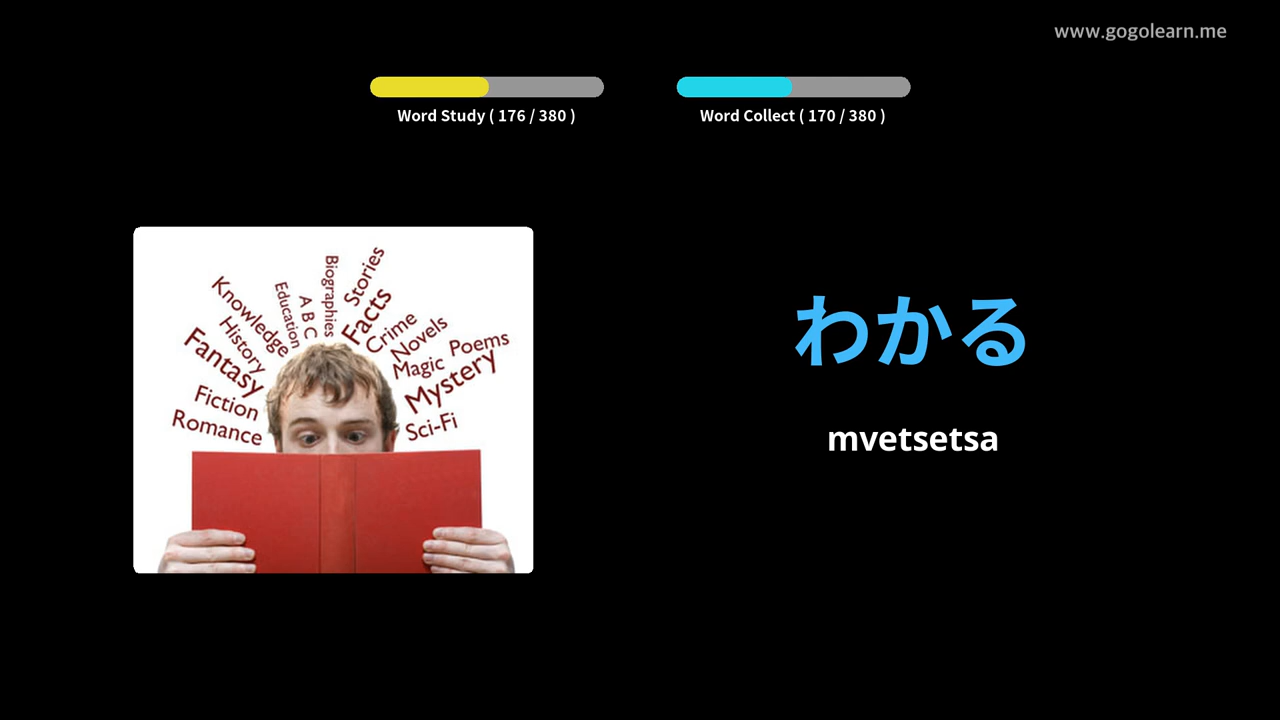 www.gogolearn.me
Word Study ( 176 / 380 )
Word Collect ( 170 / 380 )
Knowledge
History
Fantasy
Fiction
Romance
Education
A B C
Biographies
Stories
Facts
Crime
Novels
Magic
Poems
Mystery
Sci-Fi
わかる
mvetsetsa